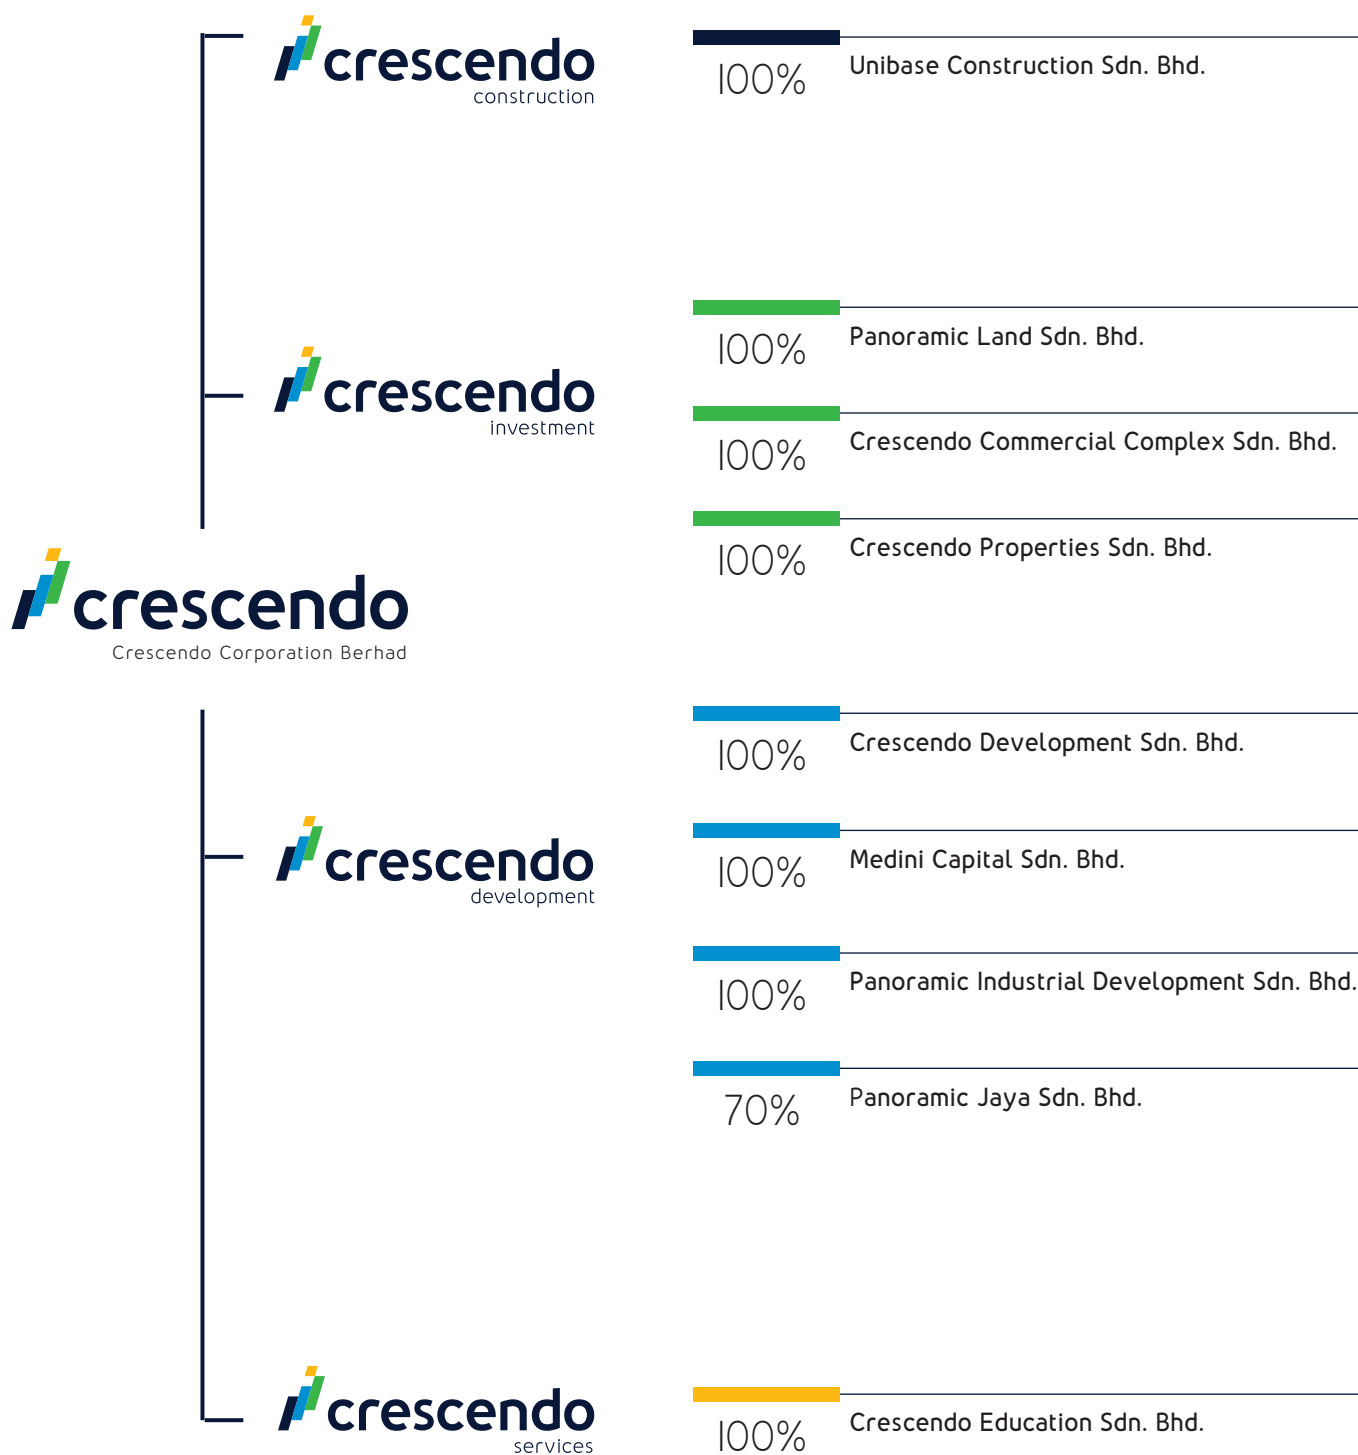 crescendo
construction
100%
Unibase Construction Sdn. Bhd.
crescendo
investment
100%
Panoramic Land Sdn. Bhd.
100%
Crescendo Commercial Complex Sdn. Bhd.
100%
Crescendo Properties Sdn. Bhd.
crescendo
Crescendo Corporation Berhad
crescendo
development
100%
Crescendo Development Sdn. Bhd.
100%
Medini Capital Sdn. Bhd.
100%
Panoramic Industrial Development Sdn. Bhd.
70%
Panoramic Jaya Sdn. Bhd.
crescendo
services
100%
Crescendo Education Sdn. Bhd.